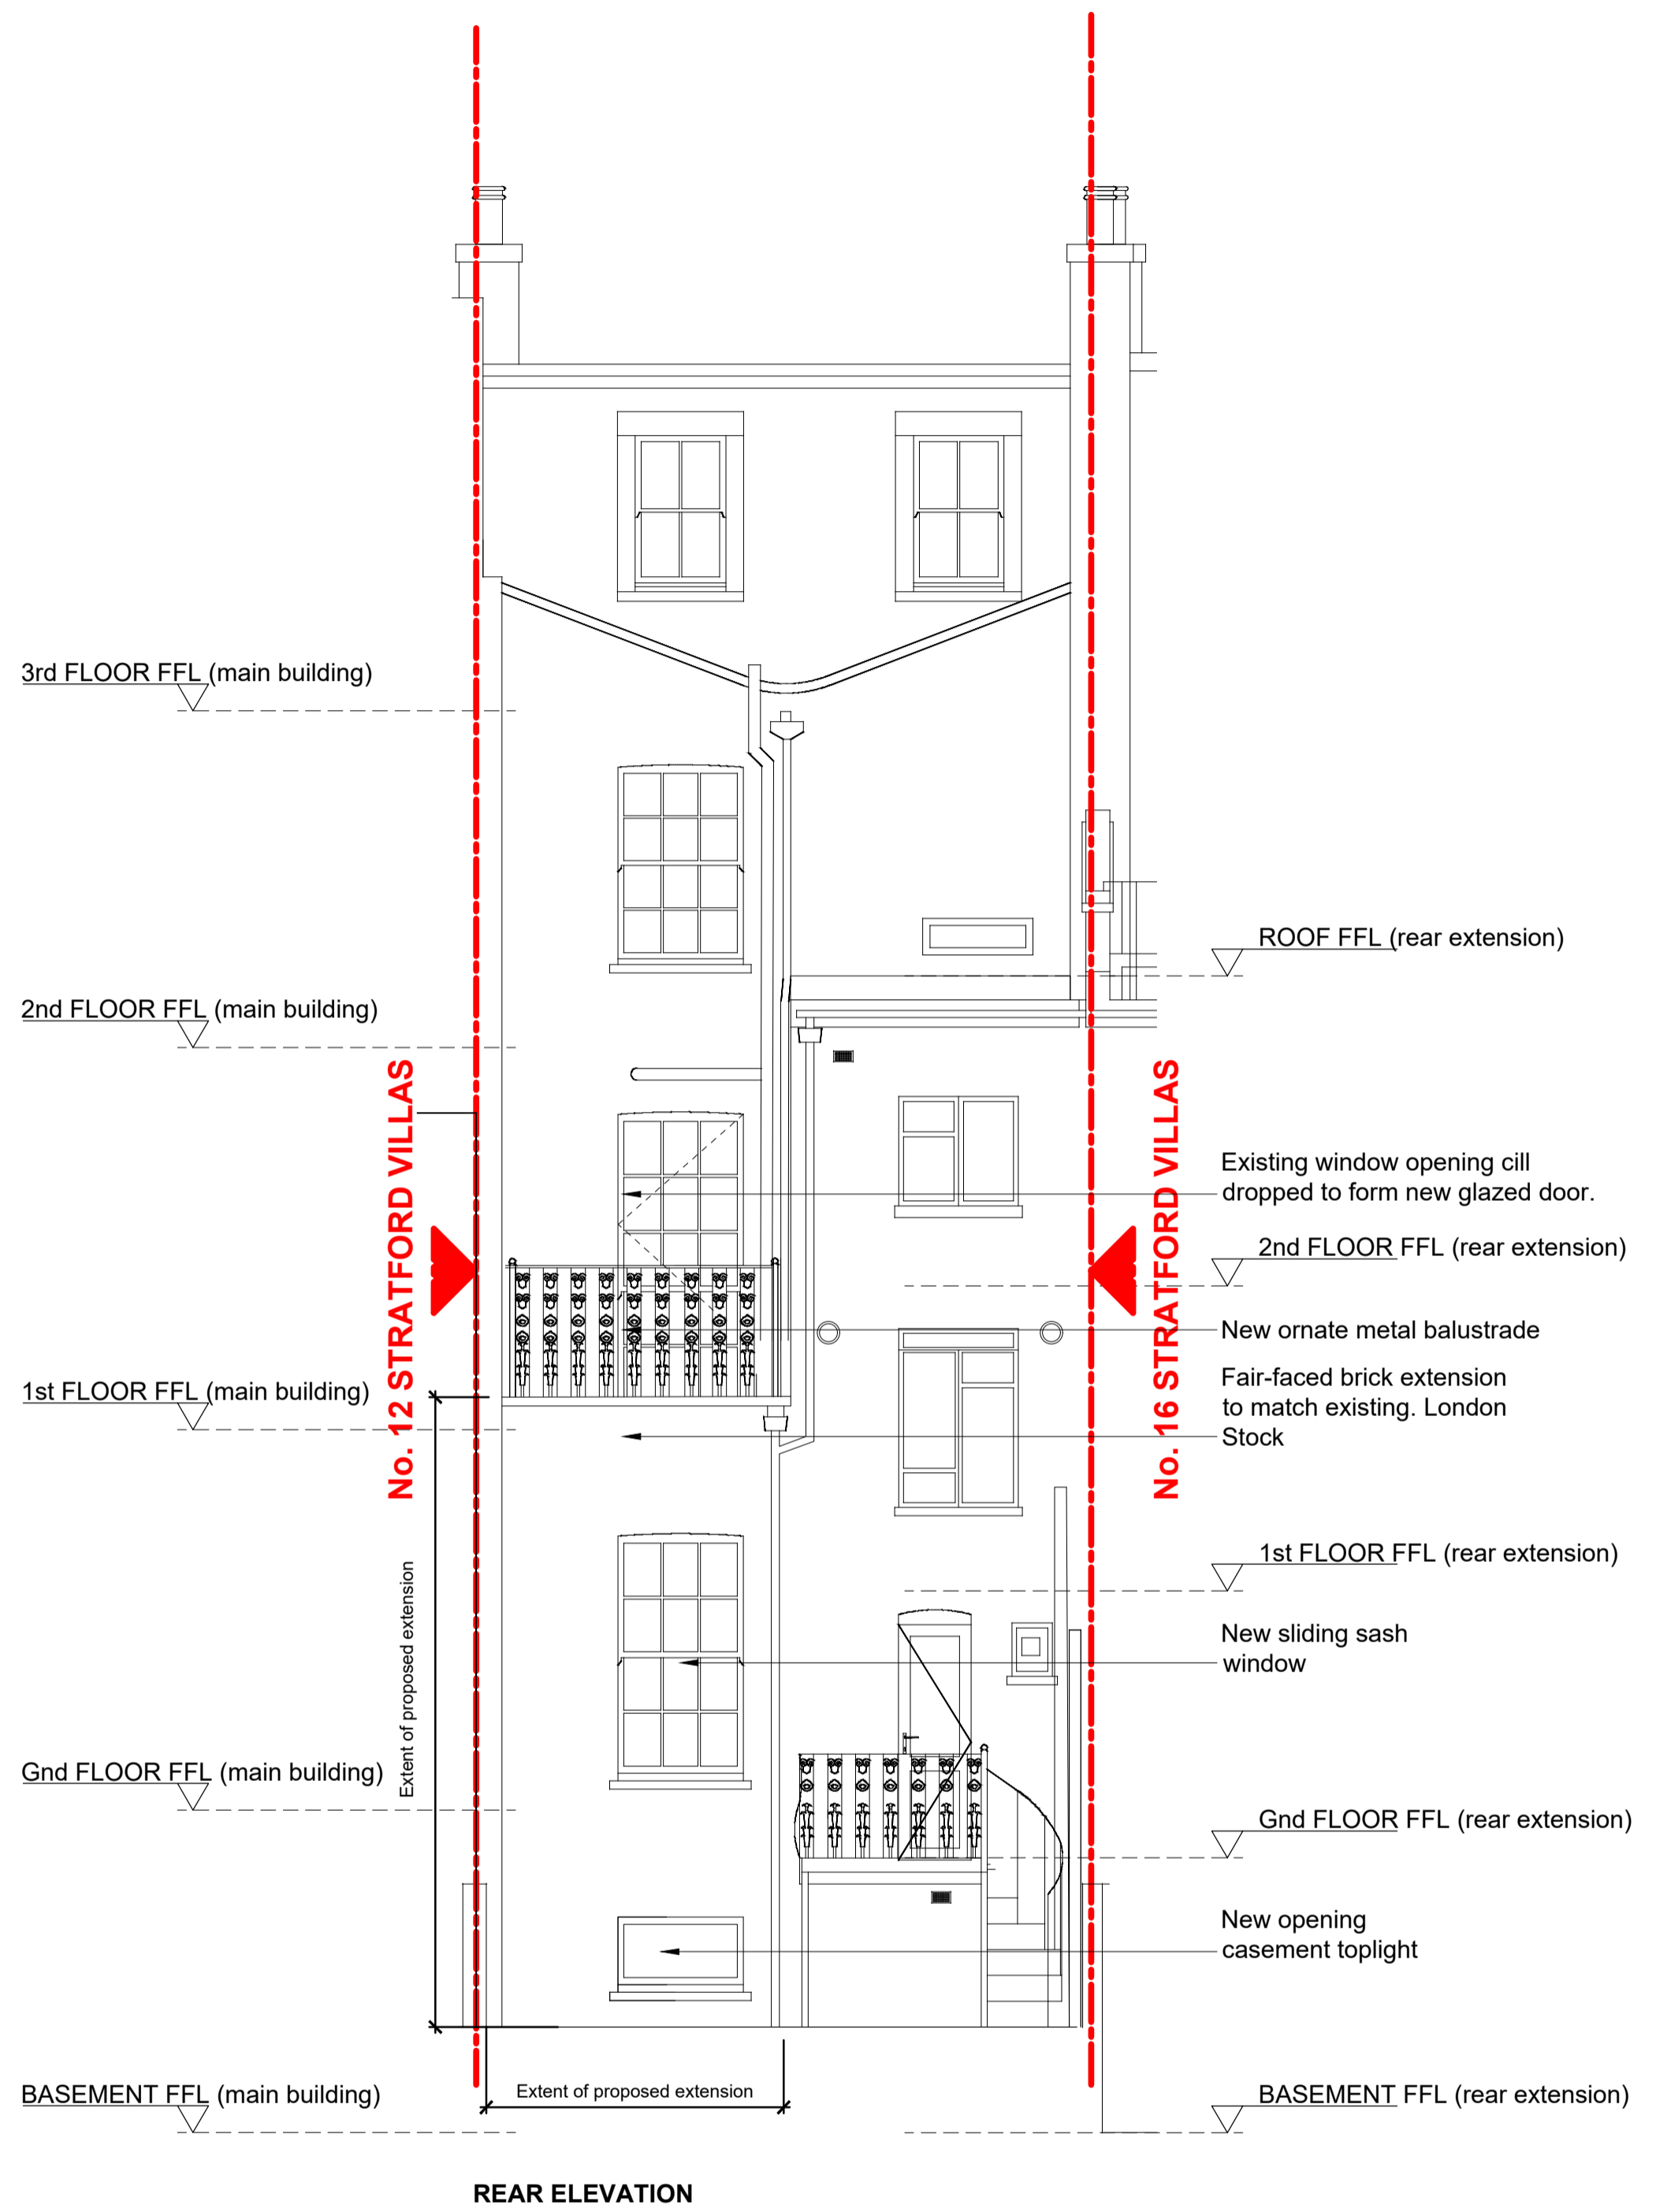 3rd FLOOR FFL (main building)
ROOF FFL (rear extension)
2nd FLOOR FFL (main building)
No. 12 STRATFORD VILLAS
No. 16 STRATFORD VILLAS
Existing window opening cill
dropped to form new glazed door.
2nd FLOOR FFL (rear extension)
New ornate metal balustrade
1st FLOOR FFL (main building)
Fair-faced brick extension
to match existing. London
Stock
1st FLOOR FFL (rear extension)
Extent of proposed extension
New sliding sash
window
Gnd FLOOR FFL (main building)
Gnd FLOOR FFL (rear extension)
New opening
casement toplight
Extent of proposed extension
BASEMENT FFL (main building)
BASEMENT FFL (rear extension)
REAR ELEVATION